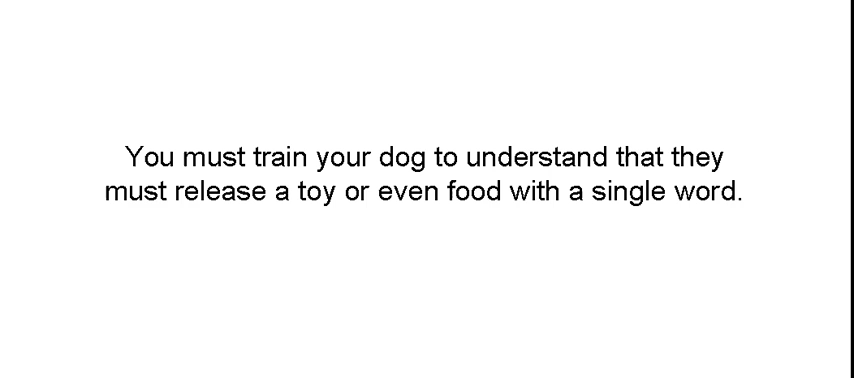 You must train your dog to understand that they
must release a toy or even food with a single word.